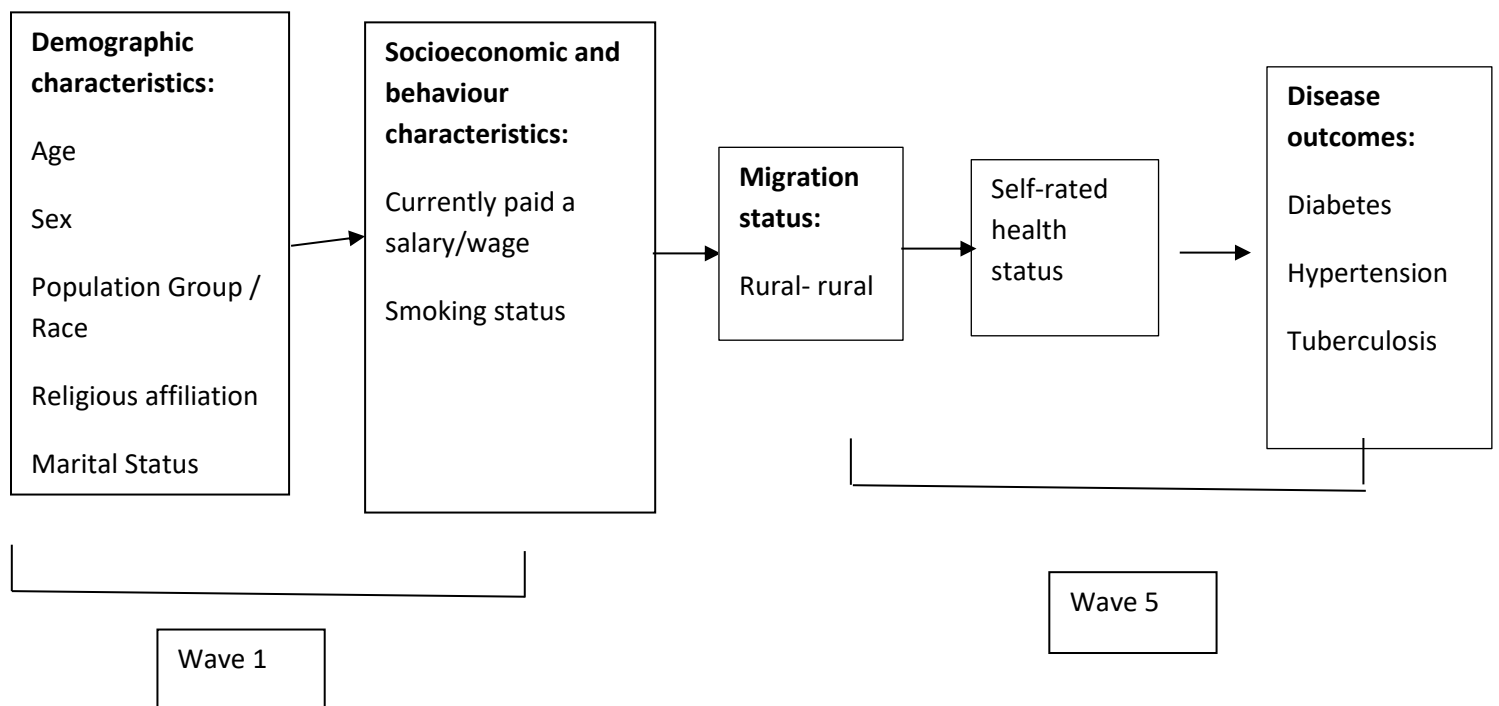 Demographic
characteristics:
Age
Sex
Population Group /
Race
Religious affiliation
Marital Status
Socioeconomic and
behaviour
characteristics:
Currently paid a
salary/wage
Smoking status
Migration
status:
Rural- rural
Self-rated
health
status
Disease
outcomes:
Diabetes
Hypertension
Tuberculosis
Wave 1
Wave 5